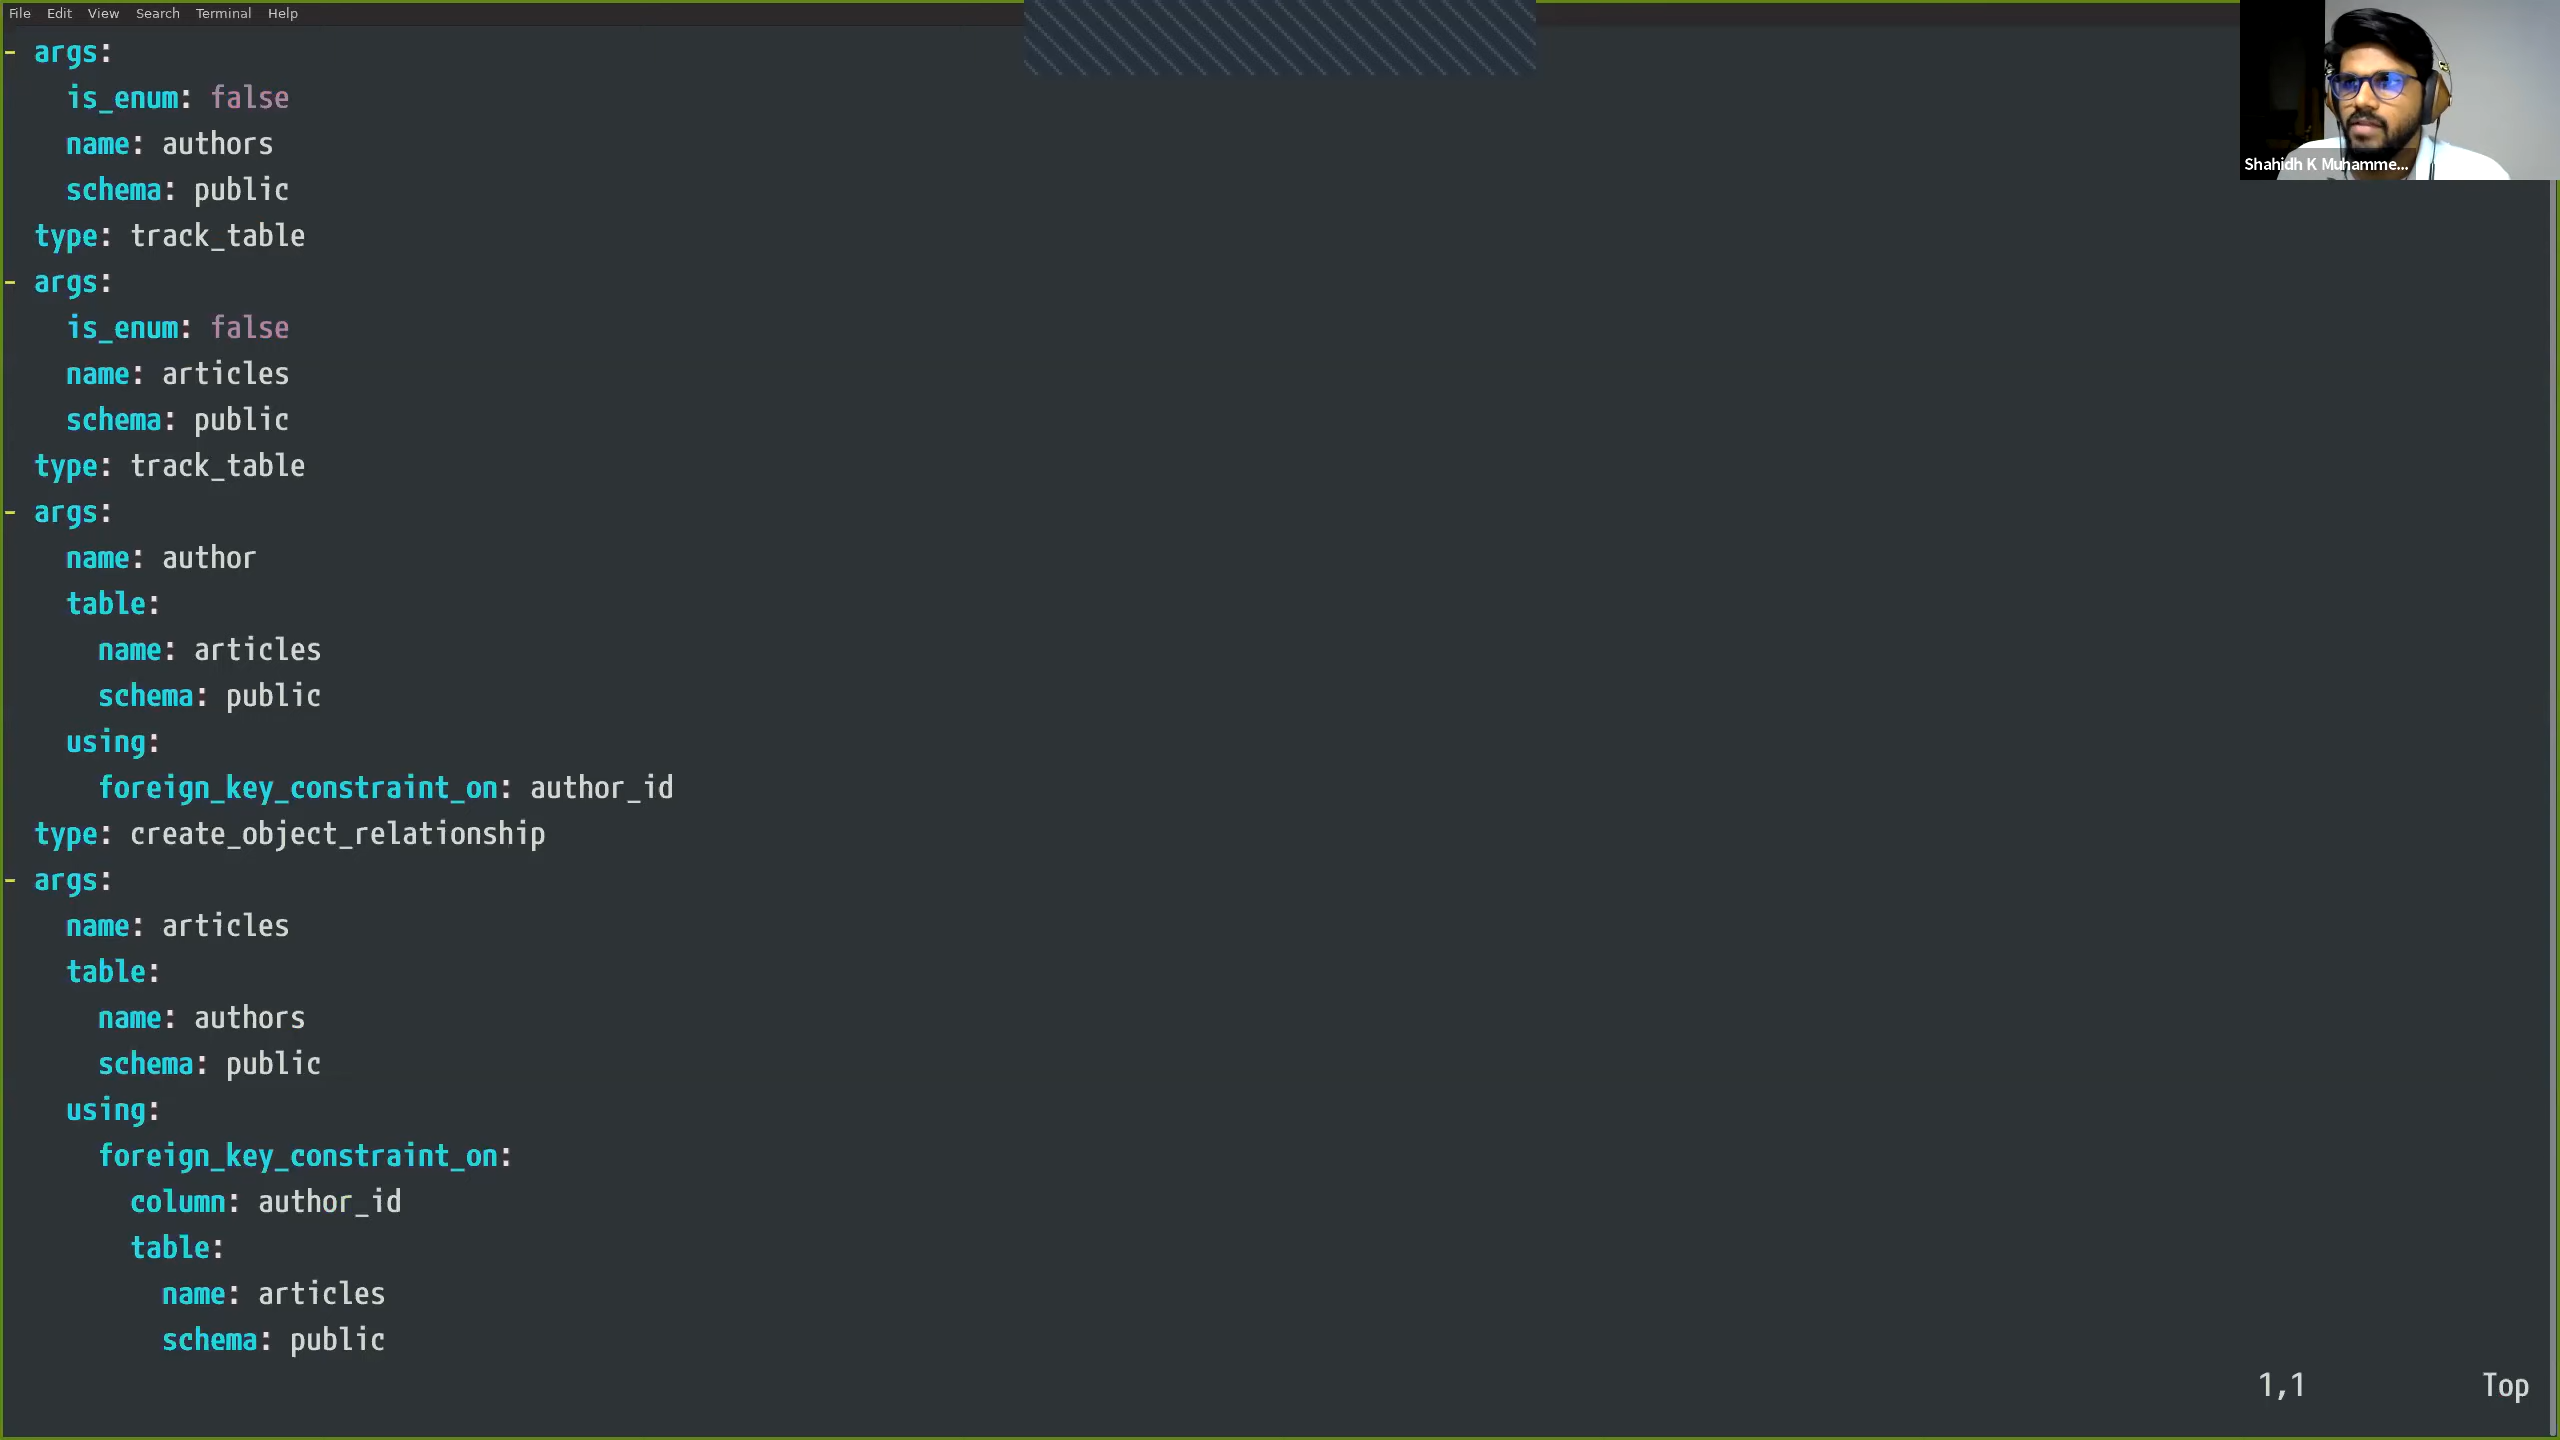 File Edit View Search Terminal Help
- args:
    is_enum: false
    name: authors
    schema: public
  type: track_table
- args:
    is_enum: false
    name: articles
    schema: public
  type: track_table
- args:
    name: author
    table:
      name: articles
      schema: public
    using:
      foreign_key_constraint_on: author_id
  type: create_object_relationship
- args:
    name: articles
    table:
      name: authors
      schema: public
    using:
      foreign_key_constraint_on:
        column: author_id
        table:
          name: articles
          schema: public
1,1 Top
Shahidh K Muhamme...